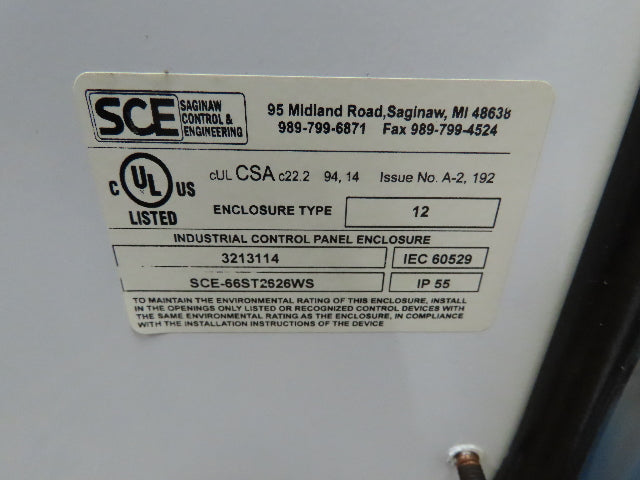 SCE SAGINAW CONTROL & ENGINEERING
95 Midland Road,Saginaw, MI 48638
989-799-6871 Fax 989-799-4524
C UL US LISTED
cUL CSA c22.2 94, 14 Issue No. A-2, 192
ENCLOSURE TYPE 12
INDUSTRIAL CONTROL PANEL ENCLOSURE
3213114 IEC 60529
SCE-66ST2626WS IP 55
TO MAINTAIN THE ENVIRONMENTAL RATING OF THIS ENCLOSURE, INSTALL
IN THE OPENINGS ONLY LISTED OR RECOGNIZED CONTROL DEVICES WITH
THE SAME ENVIRONMENTAL RATING AS THE ENCLOSURE, IN COMPLIANCE
WITH THE INSTALLATION INSTRUCTIONS OF THE DEVICE